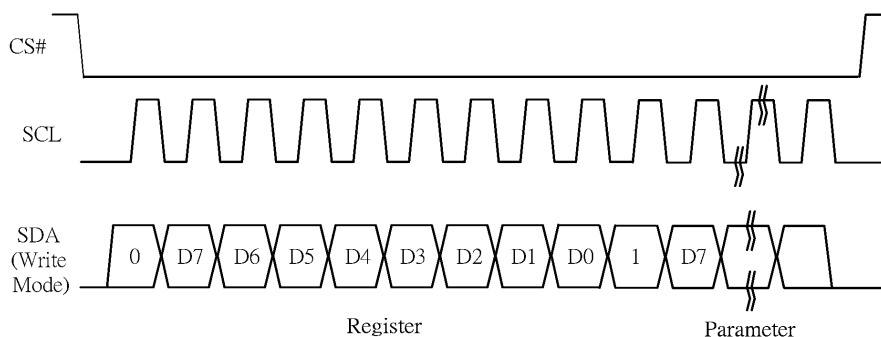 CS#
SCL
SDA
(Write
Mode)
0 D7 D6 D5 D4 D3 D2 D1 D0 1 D7
Register Parameter